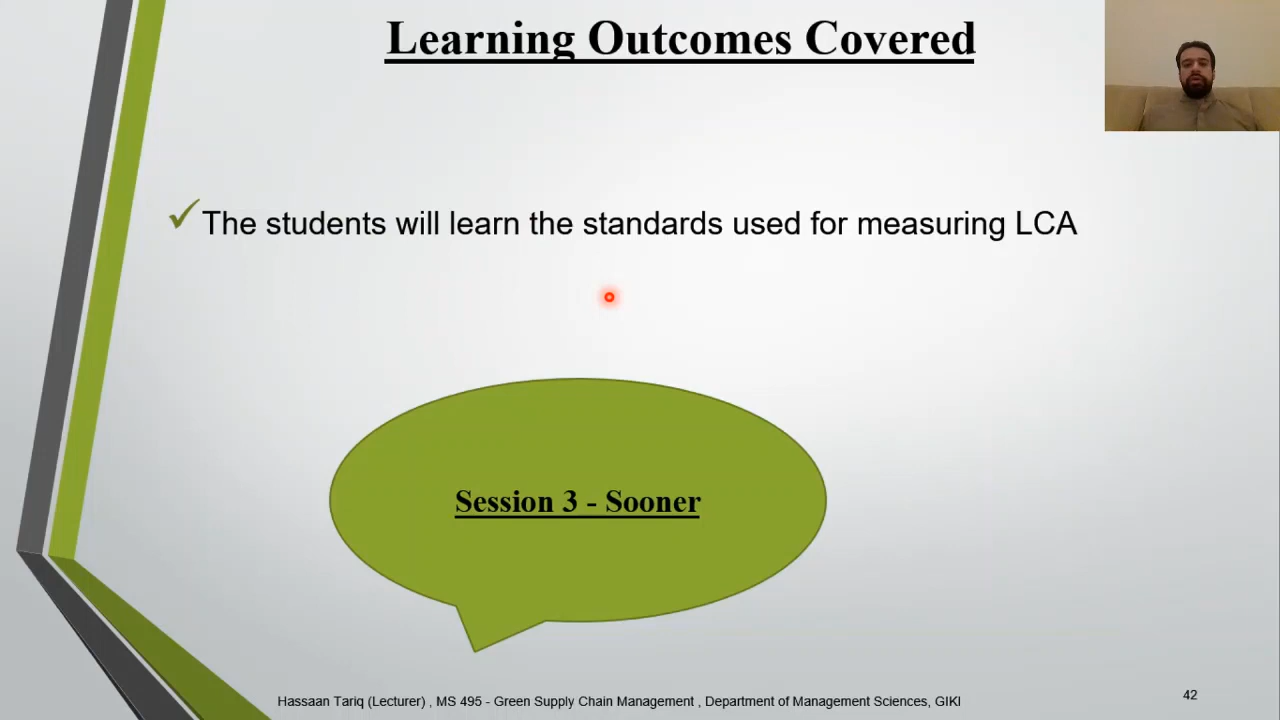 Learning Outcomes Covered
The students will learn the standards used for measuring LCA
Session 3 - Sooner
Hassaan Tariq (Lecturer) , MS 495 - Green Supply Chain Management , Department of Management Sciences, GIKI
42